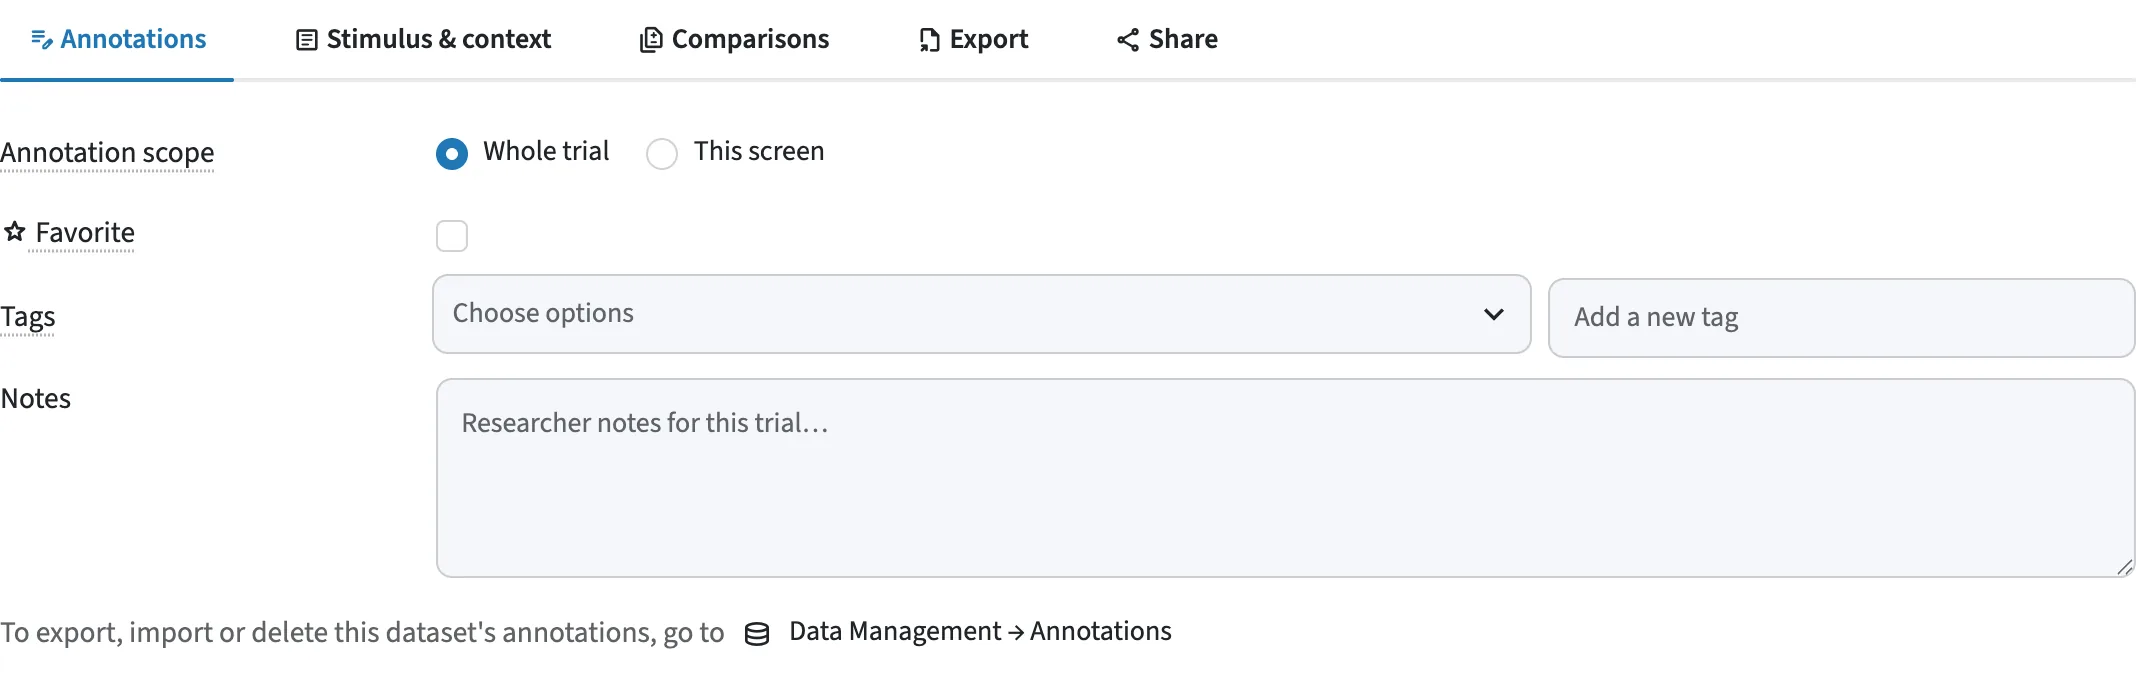 Annotations Stimulus & context Comparisons Export Share
Annotation scope Whole trial This screen
Favorite
Tags Choose options Add a new tag
Notes Researcher notes for this trial...
To export, import or delete this dataset's annotations, go to Data Management → Annotations